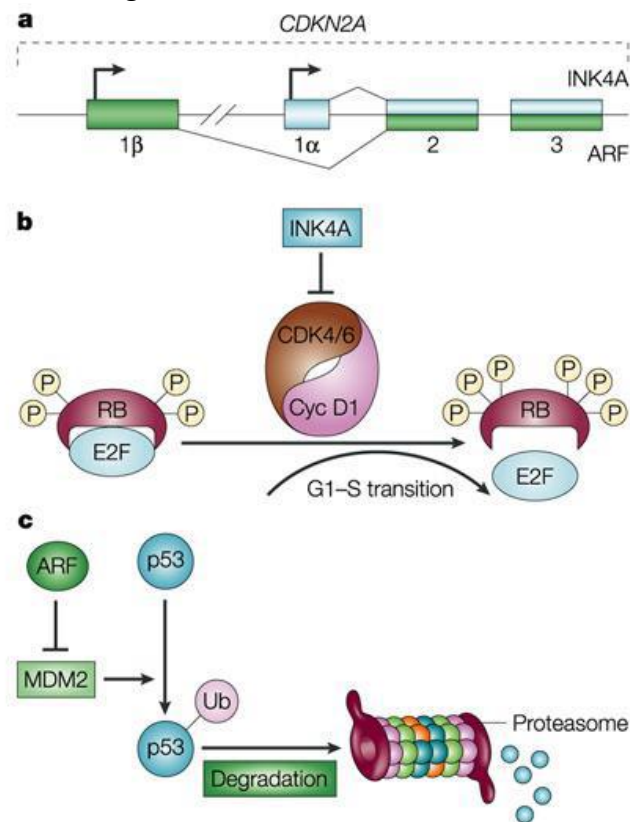 a
CDKN2A
INK4A
1β
1α
2
3
ARF
b
INK4A
CDK4/6
Cyc D1
P
P
P
P
RB
E2F
P
P
P
P
P
P
RB
E2F
G1–S transition
c
ARF
p53
MDM2
Ub
p53
Proteasome
Degradation